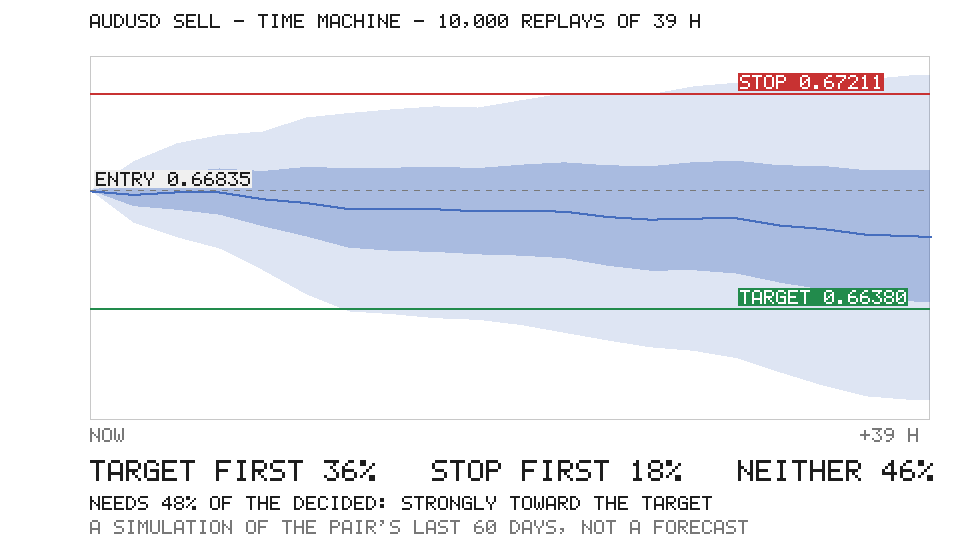 AUDUSD SELL - TIME MACHINE - 10,000 REPLAYS OF 39 H
STOP 0.67211
ENTRY 0.66835
TARGET 0.66380
NOW +39 H
TARGET FIRST 36% STOP FIRST 18% NEITHER 46%
NEEDS 48% OF THE DECIDED: STRONGLY TOWARD THE TARGET
A SIMULATION OF THE PAIR'S LAST 60 DAYS, NOT A FORECAST